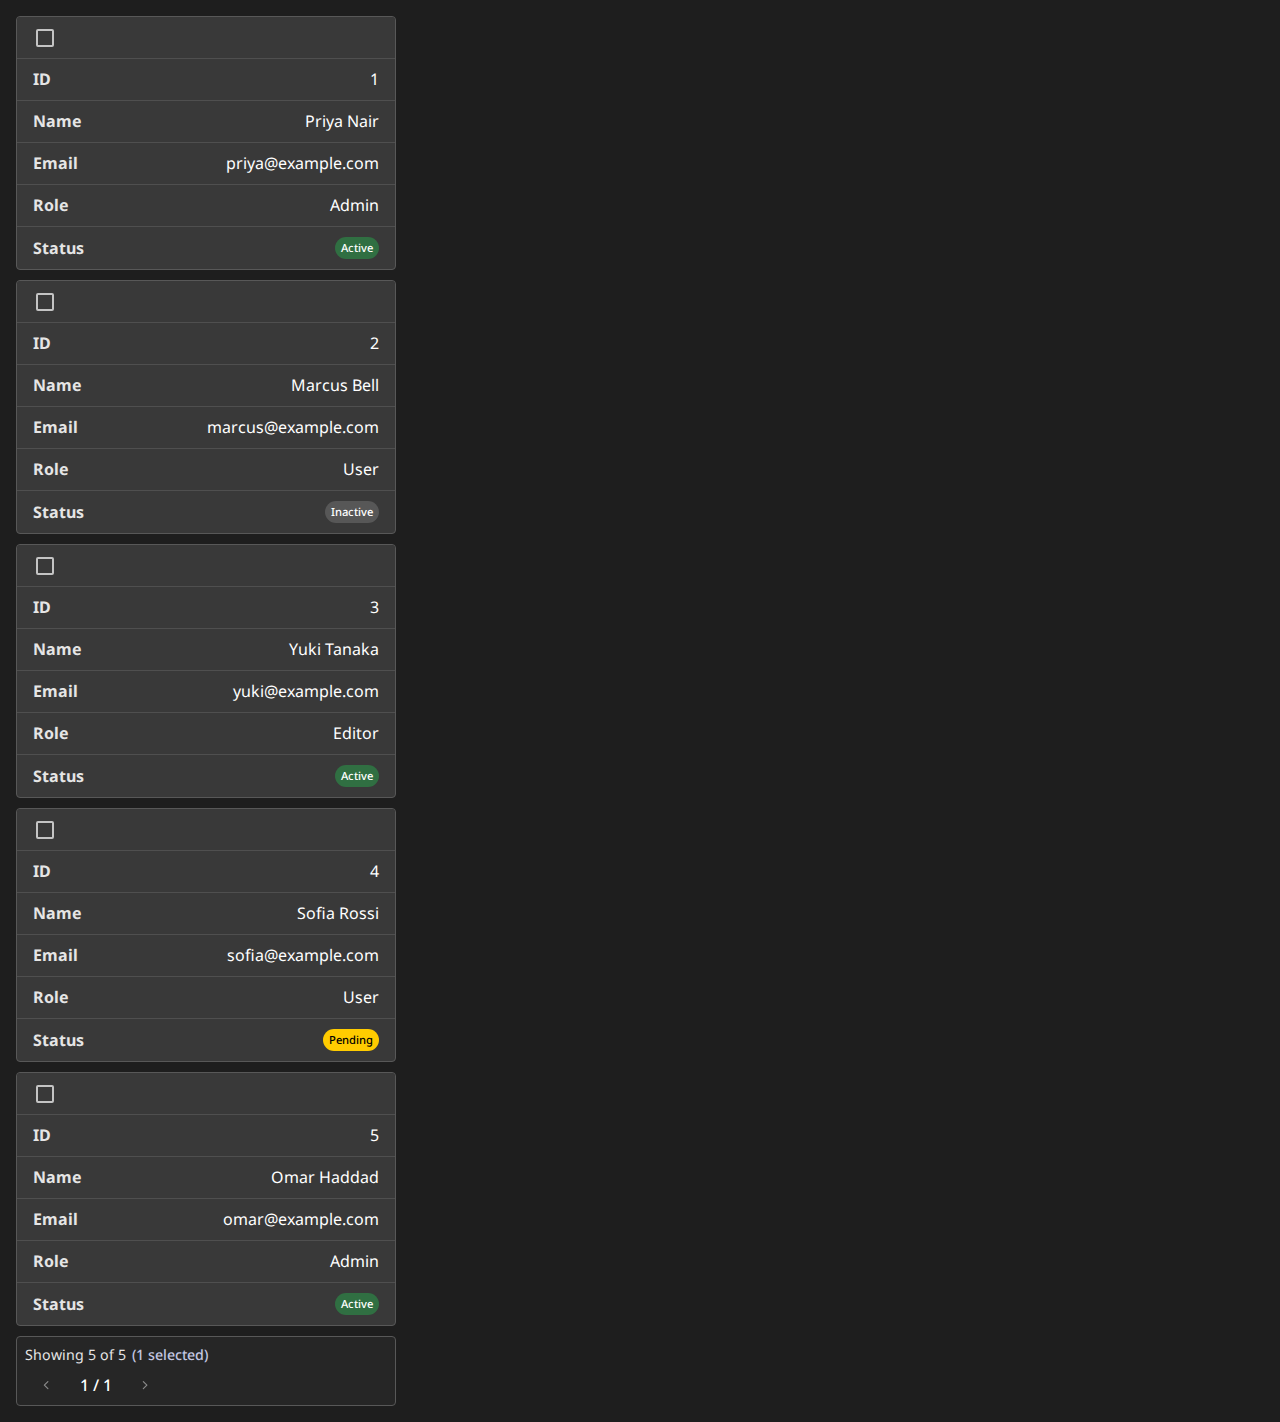 ID 1
Name Priya Nair
Email priya@example.com
Role Admin
Status Active
ID 2
Name Marcus Bell
Email marcus@example.com
Role User
Status Inactive
ID 3
Name Yuki Tanaka
Email yuki@example.com
Role Editor
Status Active
ID 4
Name Sofia Rossi
Email sofia@example.com
Role User
Status Pending
ID 5
Name Omar Haddad
Email omar@example.com
Role Admin
Status Active
Showing 5 of 5 (1 selected)
1 / 1